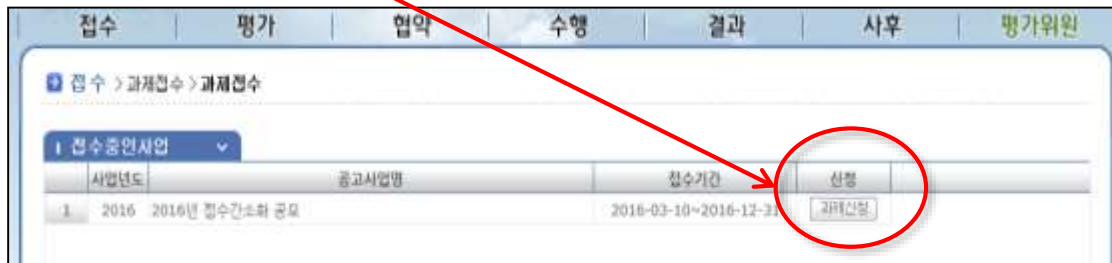 접수 평가 협약 수행 결과 사후 평가위원
접수 > 과제접수 > 과제접수
접수중인사업
사업년도 공고사업명 접수기간 신청
1 2016 2016년 접수간소화 공모 2016-03-10~2016-12-31 과제신청